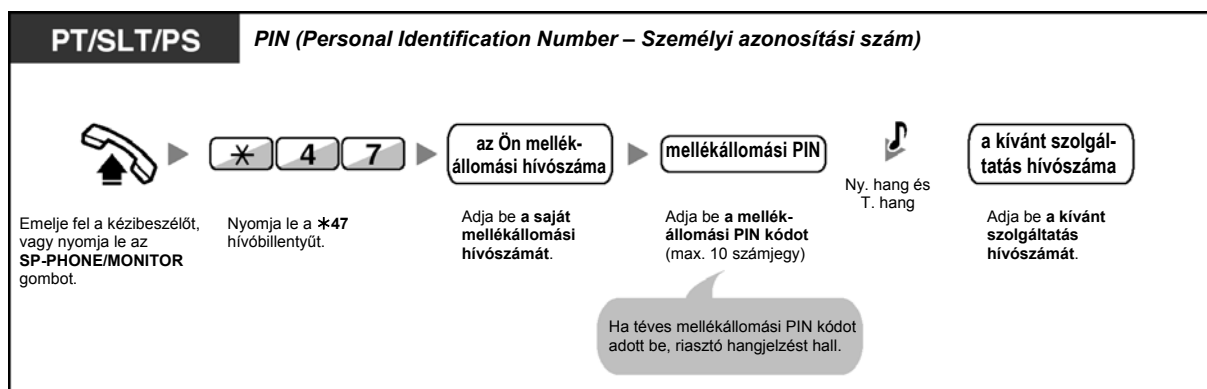 PT/SLT/PS
PIN (Personal Identification Number – Személyi azonosítási szám)
∗ 4 7
az Ön mellék-
állomási hívószáma
mellékállomási PIN
a kívánt szolgál-
tatás hívószáma
Emelje fel a kézibeszélőt,
vagy nyomja le az
SP-PHONE/MONITOR
gombot.
Nyomja le a ∗47
hívóbillentyűt.
Adja be a saját
mellékállomási
hívószámát.
Adja be a mellék-
állomási PIN kódot
(max. 10 számjegy)
Ny. hang és
T. hang
Adja be a kívánt
szolgáltatás
hívószámát.
Ha téves mellékállomási PIN kódot
adott be, riasztó hangjelzést hall.